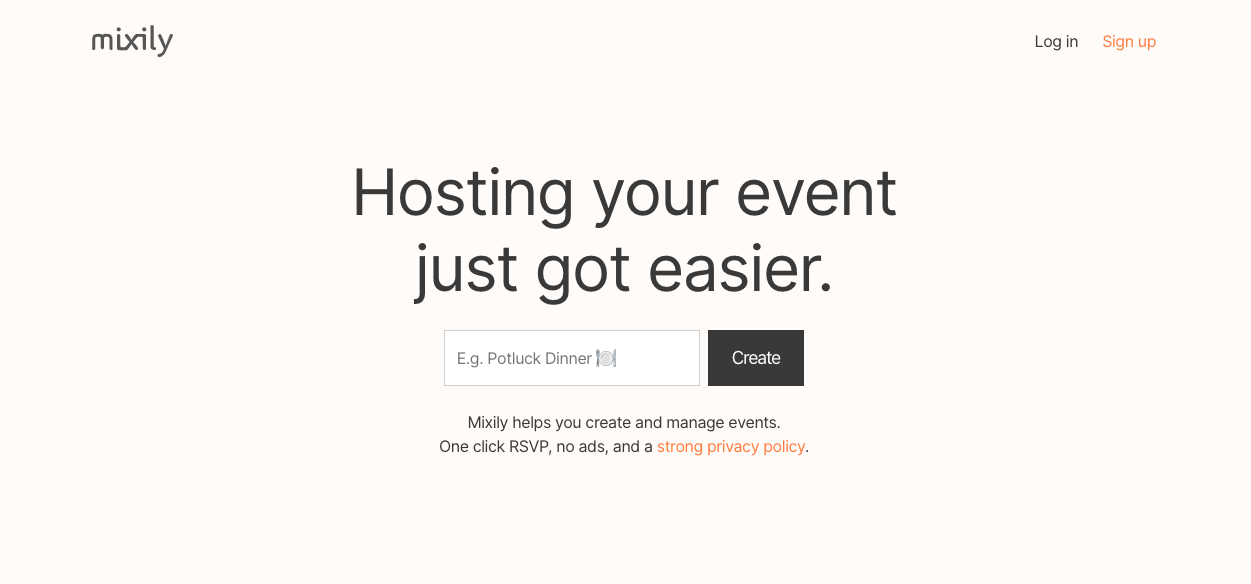 mixily
Log in
Sign up
Hosting your event
just got easier.
E.g. Potluck Dinner 🍽️
Create
Mixily helps you create and manage events.
One click RSVP, no ads, and a strong privacy policy.